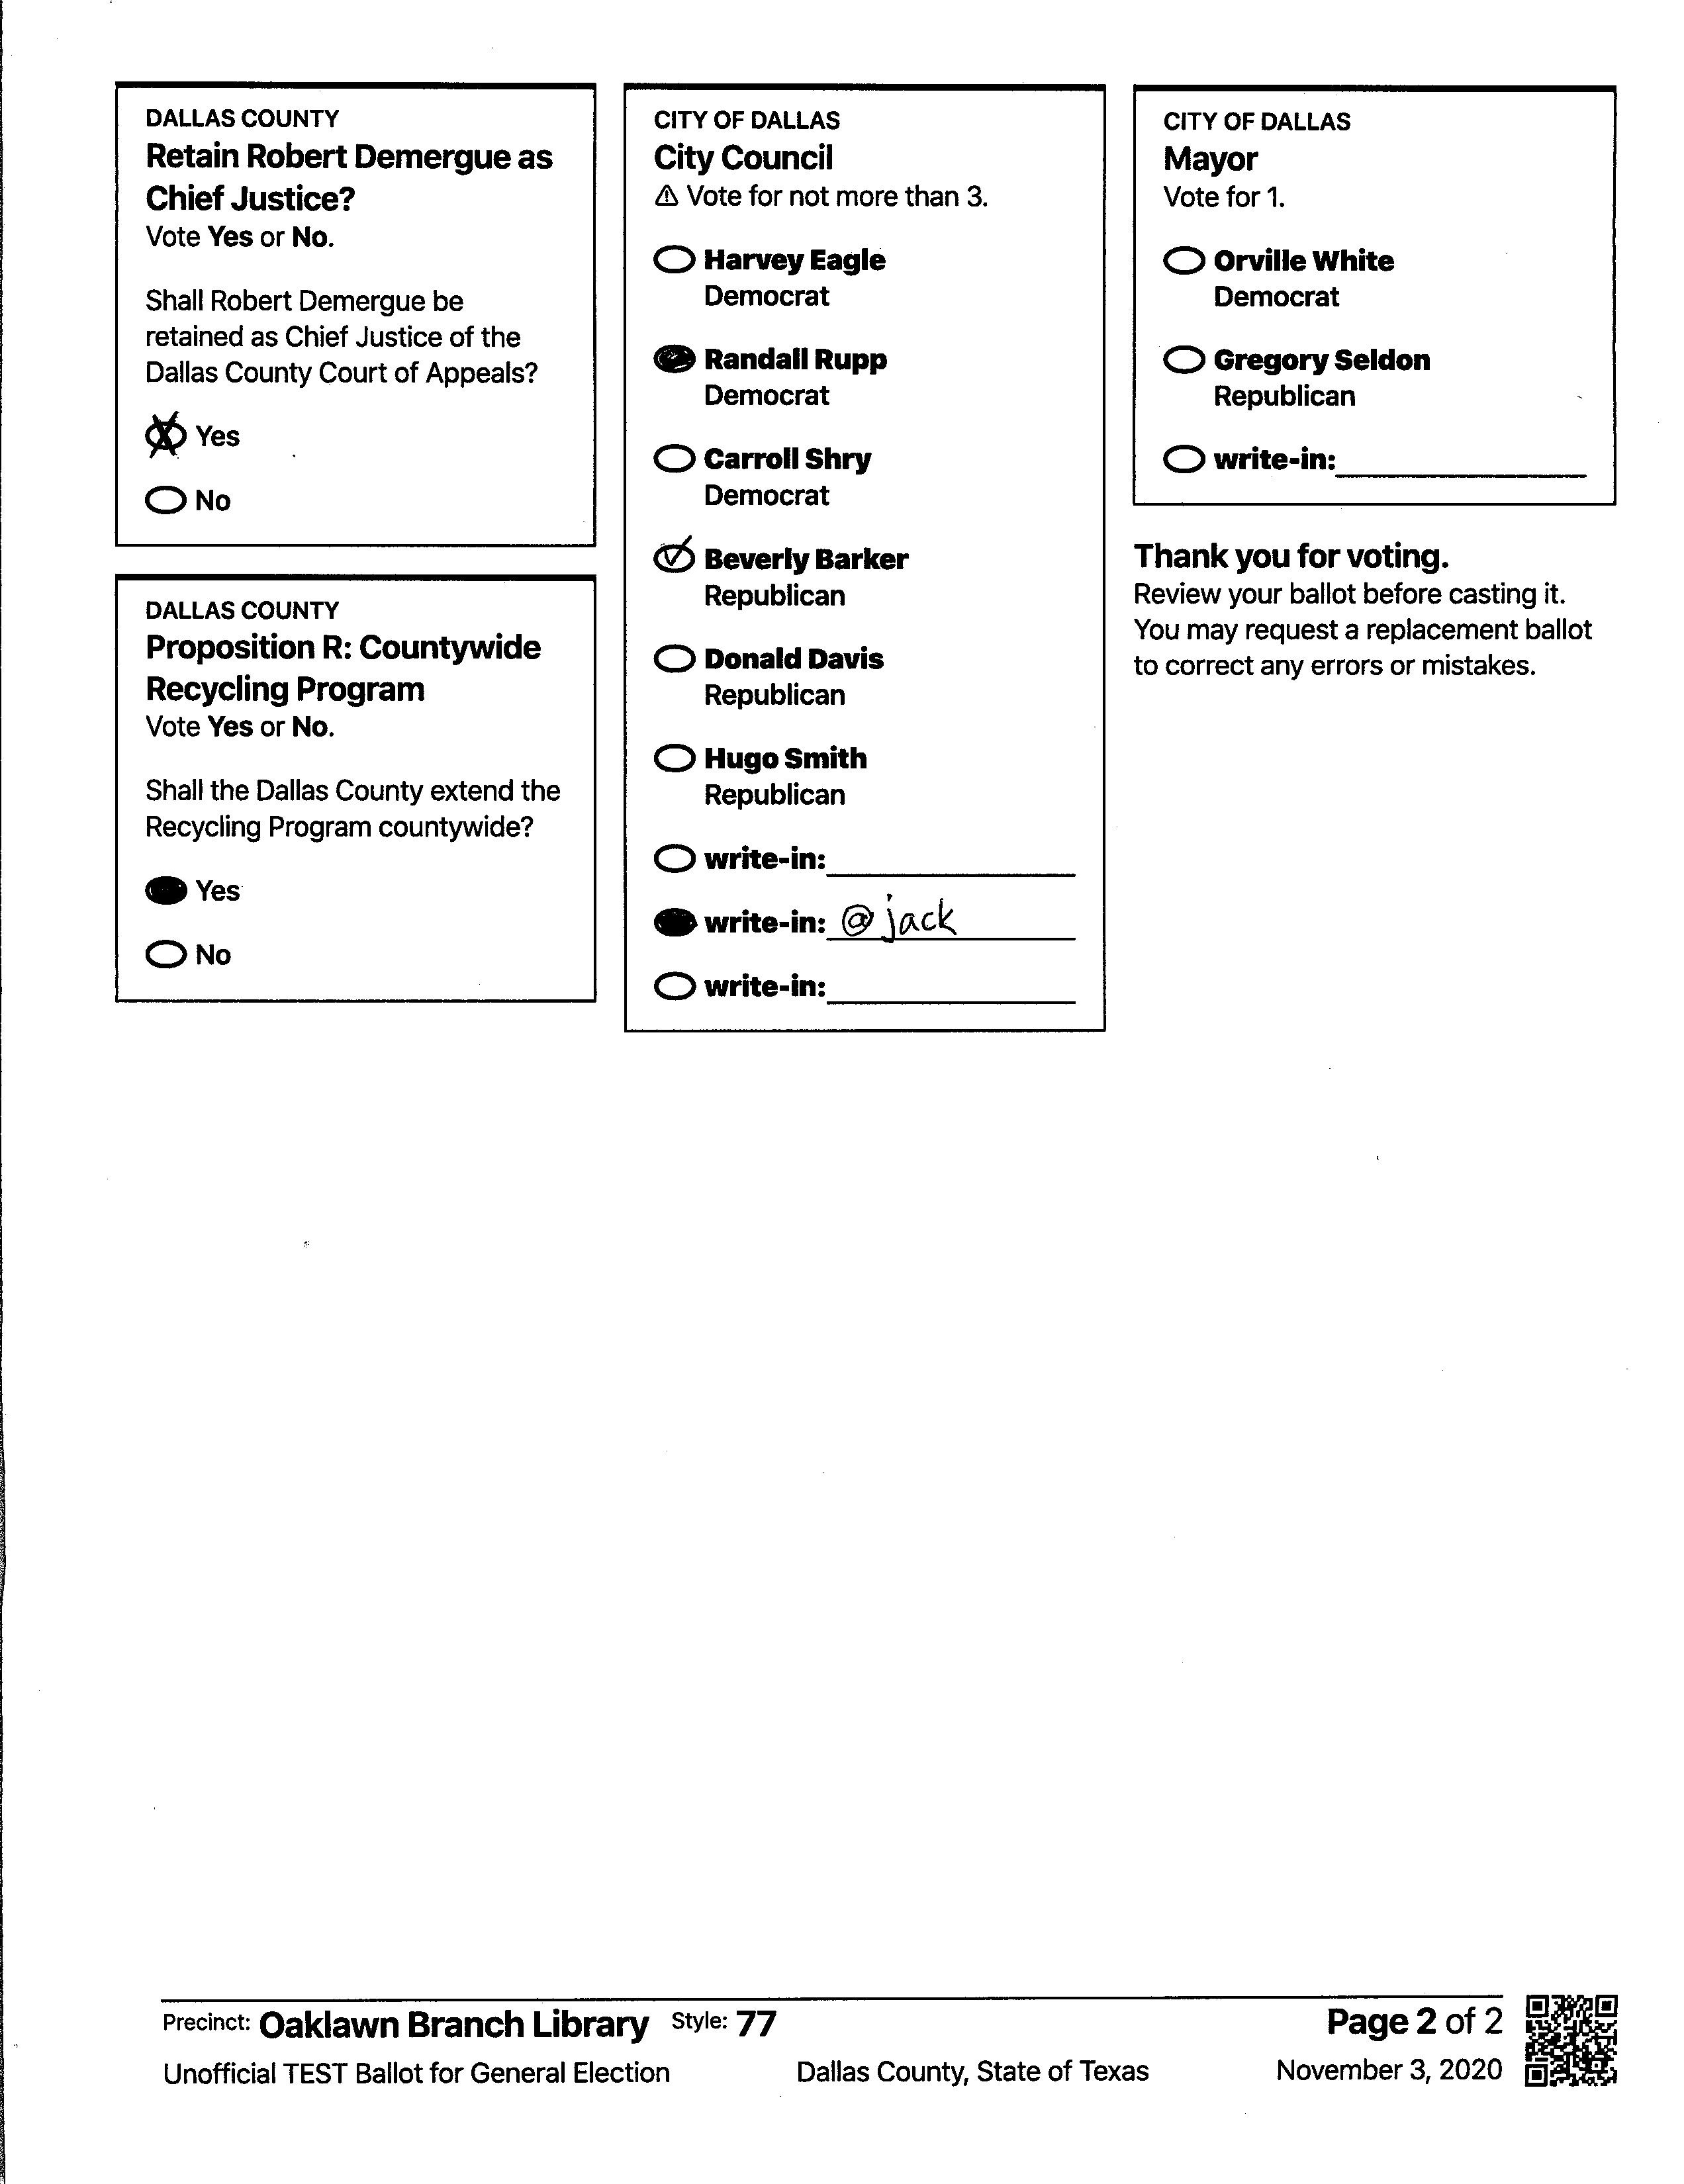 DALLAS COUNTY
Retain Robert Demergue as
Chief Justice?
Vote Yes or No.
Shall Robert Demergue be
retained as Chief Justice of the
Dallas County Court of Appeals?
Yes
No
DALLAS COUNTY
Proposition R: Countywide
Recycling Program
Vote Yes or No.
Shall the Dallas County extend the
Recycling Program countywide?
Yes
No
CITY OF DALLAS
City Council
⚠ Vote for not more than 3.
Harvey Eagle
Democrat
Randall Rupp
Democrat
Carroll Shry
Democrat
Beverly Barker
Republican
Donald Davis
Republican
Hugo Smith
Republican
write-in:
write-in: @jack
write-in:
CITY OF DALLAS
Mayor
Vote for 1.
Orville White
Democrat
Gregory Seldon
Republican
write-in:
Thank you for voting.
Review your ballot before casting it.
You may request a replacement ballot
to correct any errors or mistakes.
Precinct: Oaklawn Branch Library Style: 77 Page 2 of 2
Unofficial TEST Ballot for General Election Dallas County, State of Texas November 3, 2020